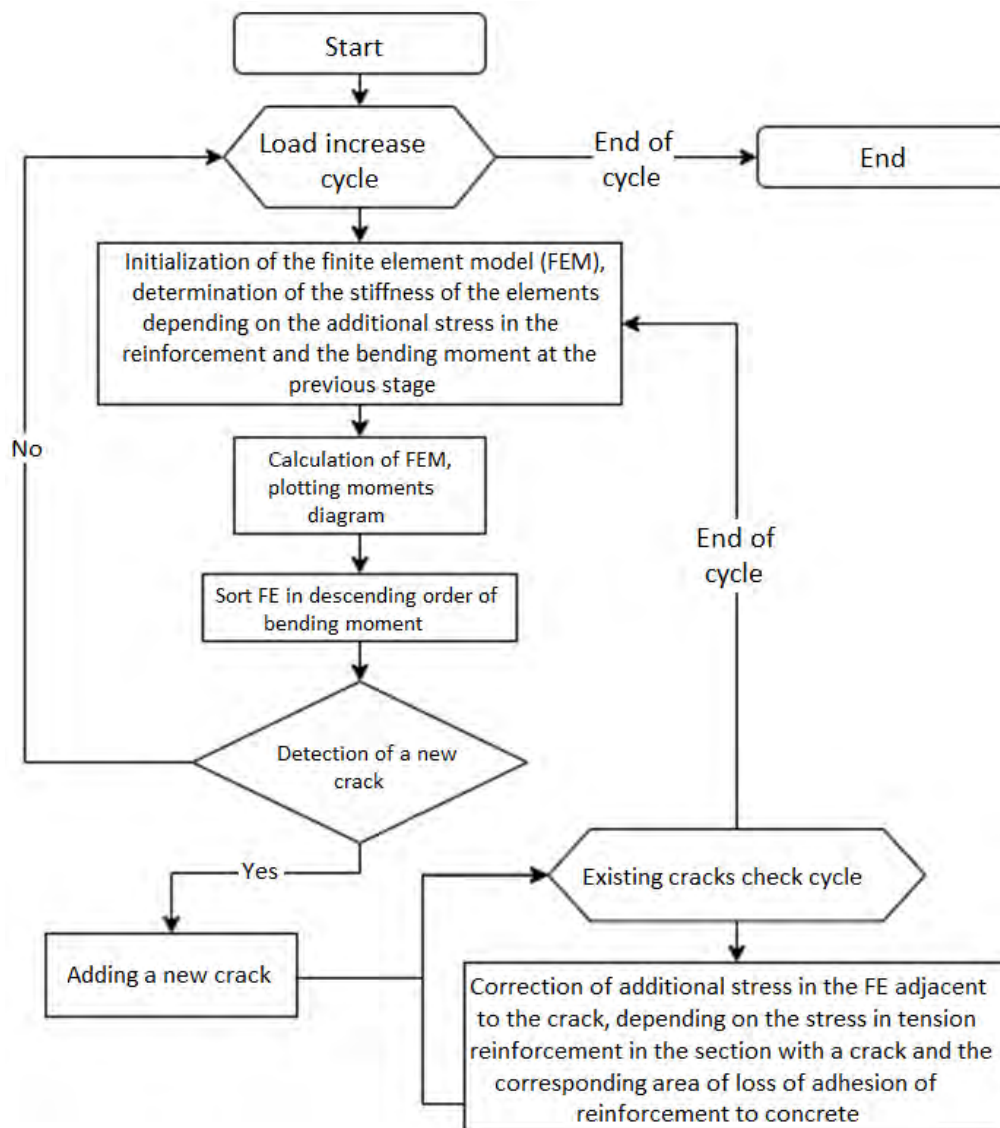 Start
Load increase
cycle
End of
cycle
End
Initialization of the finite element model (FEM),
determination of the stiffness of the elements
depending on the additional stress in the
reinforcement and the bending moment at the
previous stage
No
Calculation of FEM,
plotting moments
diagram
End of
cycle
Sort FE in descending order of
bending moment
Detection of a new
crack
Yes
Existing cracks check cycle
Adding a new crack
Correction of additional stress in the FE adjacent
to the crack, depending on the stress in tension
reinforcement in the section with a crack and the
corresponding area of loss of adhesion of
reinforcement to concrete